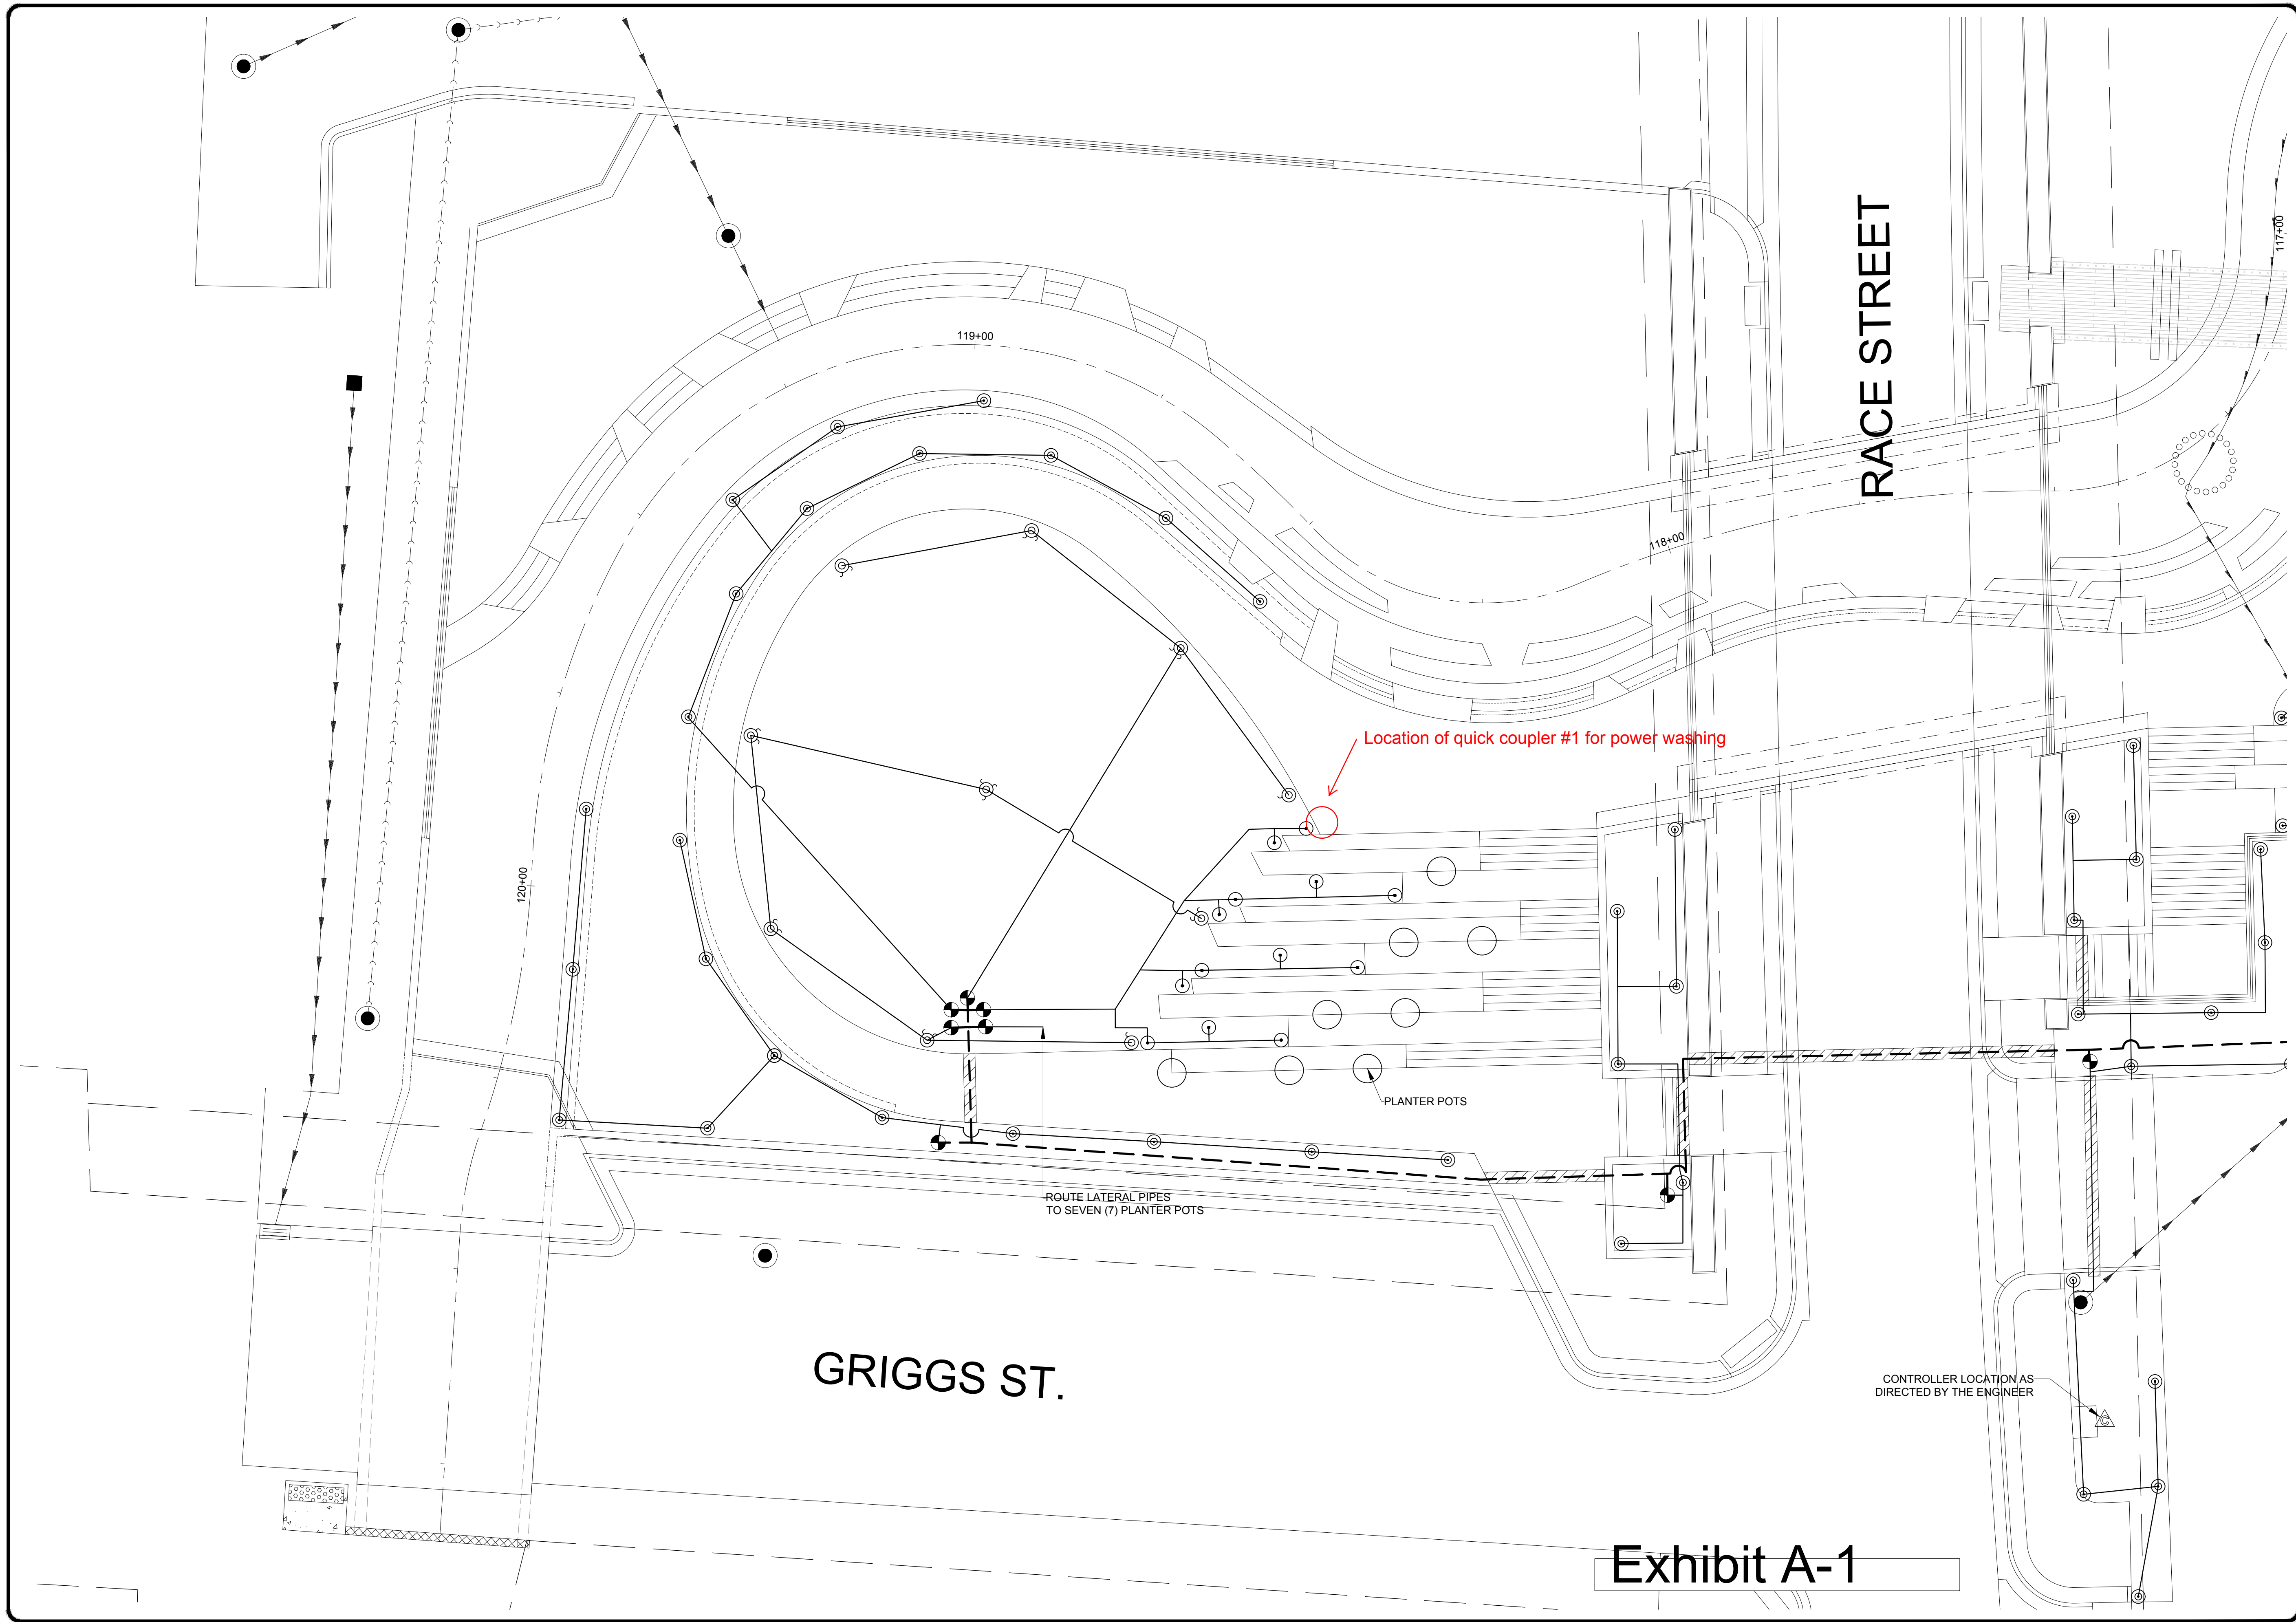 RACE STREET
117+00
119+00
118+00
Location of quick coupler #1 for power washing
120+00
PLANTER POTS
ROUTE LATERAL PIPES
TO SEVEN (7) PLANTER POTS
GRIGGS ST.
CONTROLLER LOCATION AS
DIRECTED BY THE ENGINEER
C
Exhibit A-1